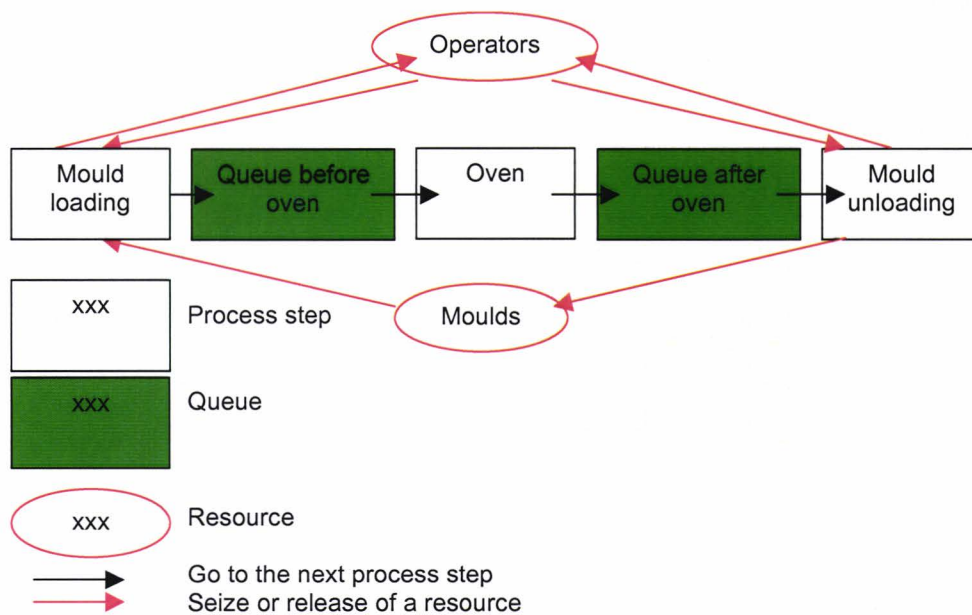 Operators
Mould
loading
Queue before
oven
Oven
Queue after
oven
Mould
unloading
Moulds
xxx
Process step
xxx
Queue
xxx
Resource
Go to the next process step
Seize or release of a resource